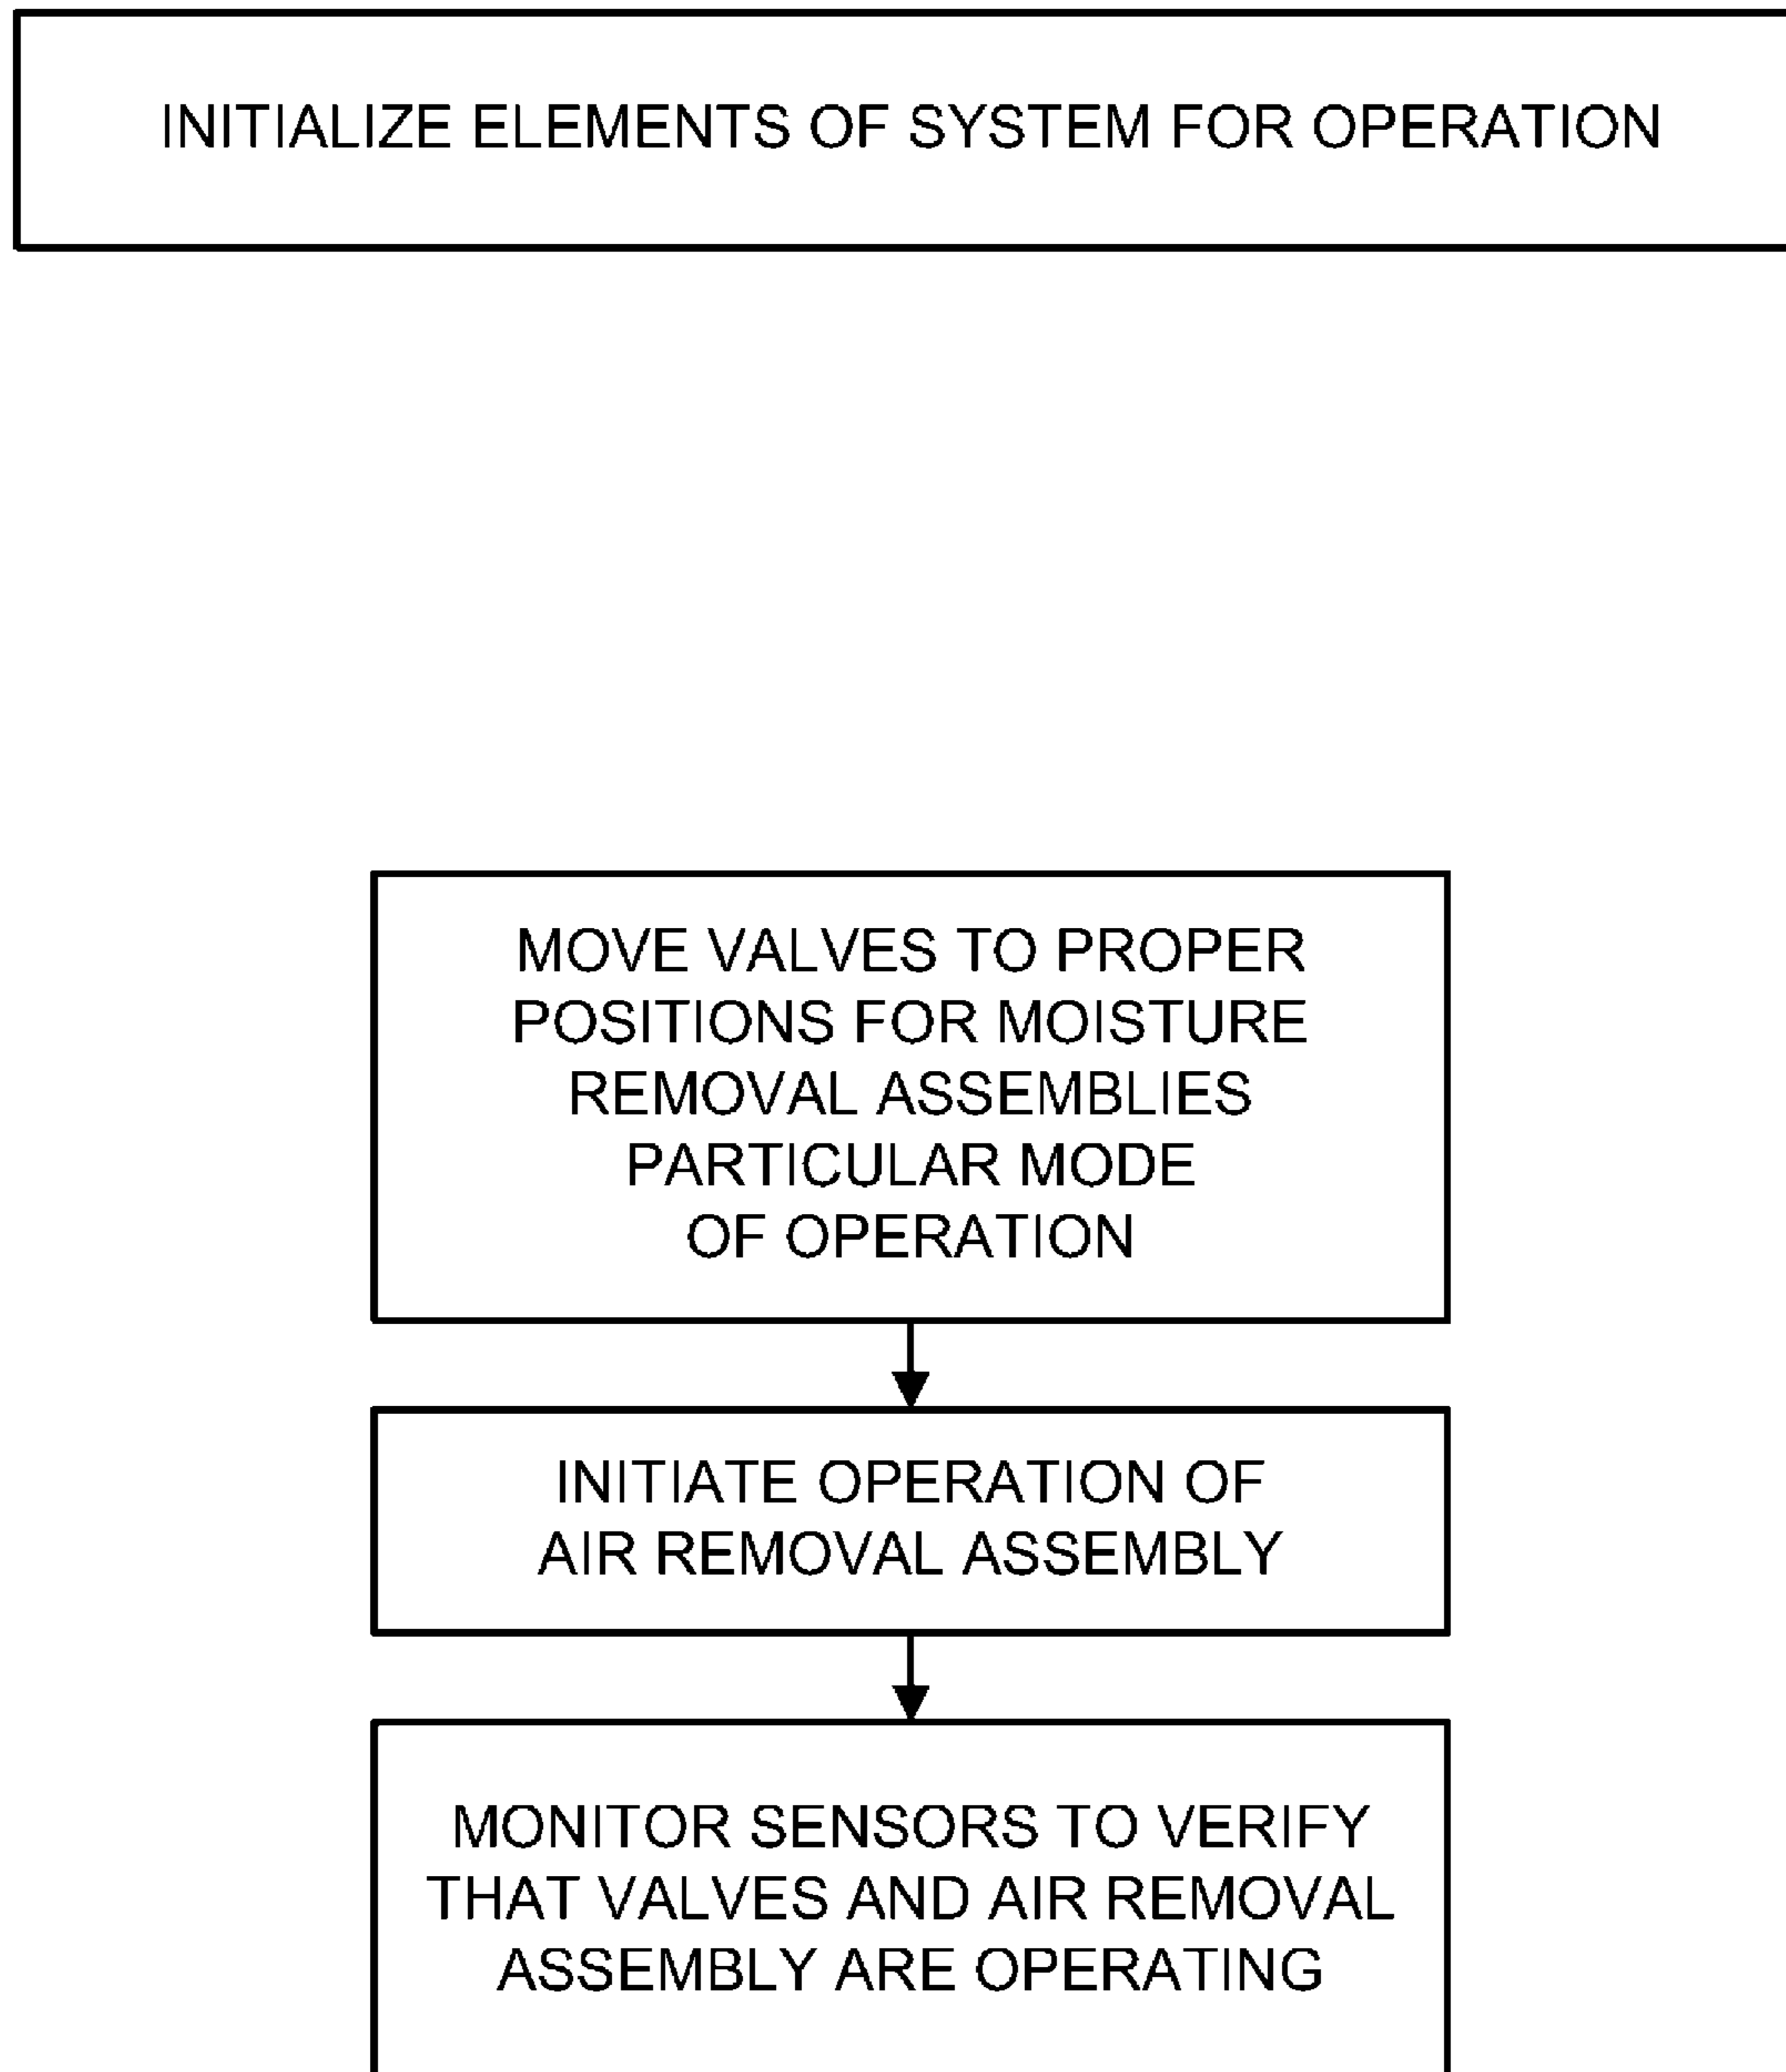 INITIALIZE ELEMENTS OF SYSTEM FOR OPERATION
MOVE VALVES TO PROPER
POSITIONS FOR MOISTURE
REMOVAL ASSEMBLIES
PARTICULAR MODE
OF OPERATION
INITIATE OPERATION OF
AIR REMOVAL ASSEMBLY
MONITOR SENSORS TO VERIFY
THAT VALVES AND AIR REMOVAL
ASSEMBLY ARE OPERATING